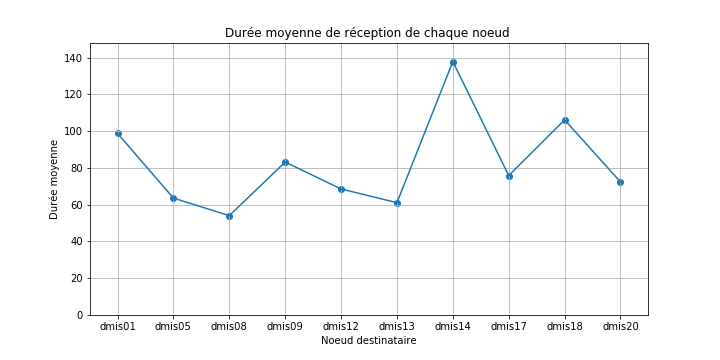 Durée moyenne de réception de chaque noeud
140
120
100
80
60
40
20
0
Durée moyenne
dmis01 dmis05 dmis08 dmis09 dmis12 dmis13 dmis14 dmis17 dmis18 dmis20
Noeud destinataire